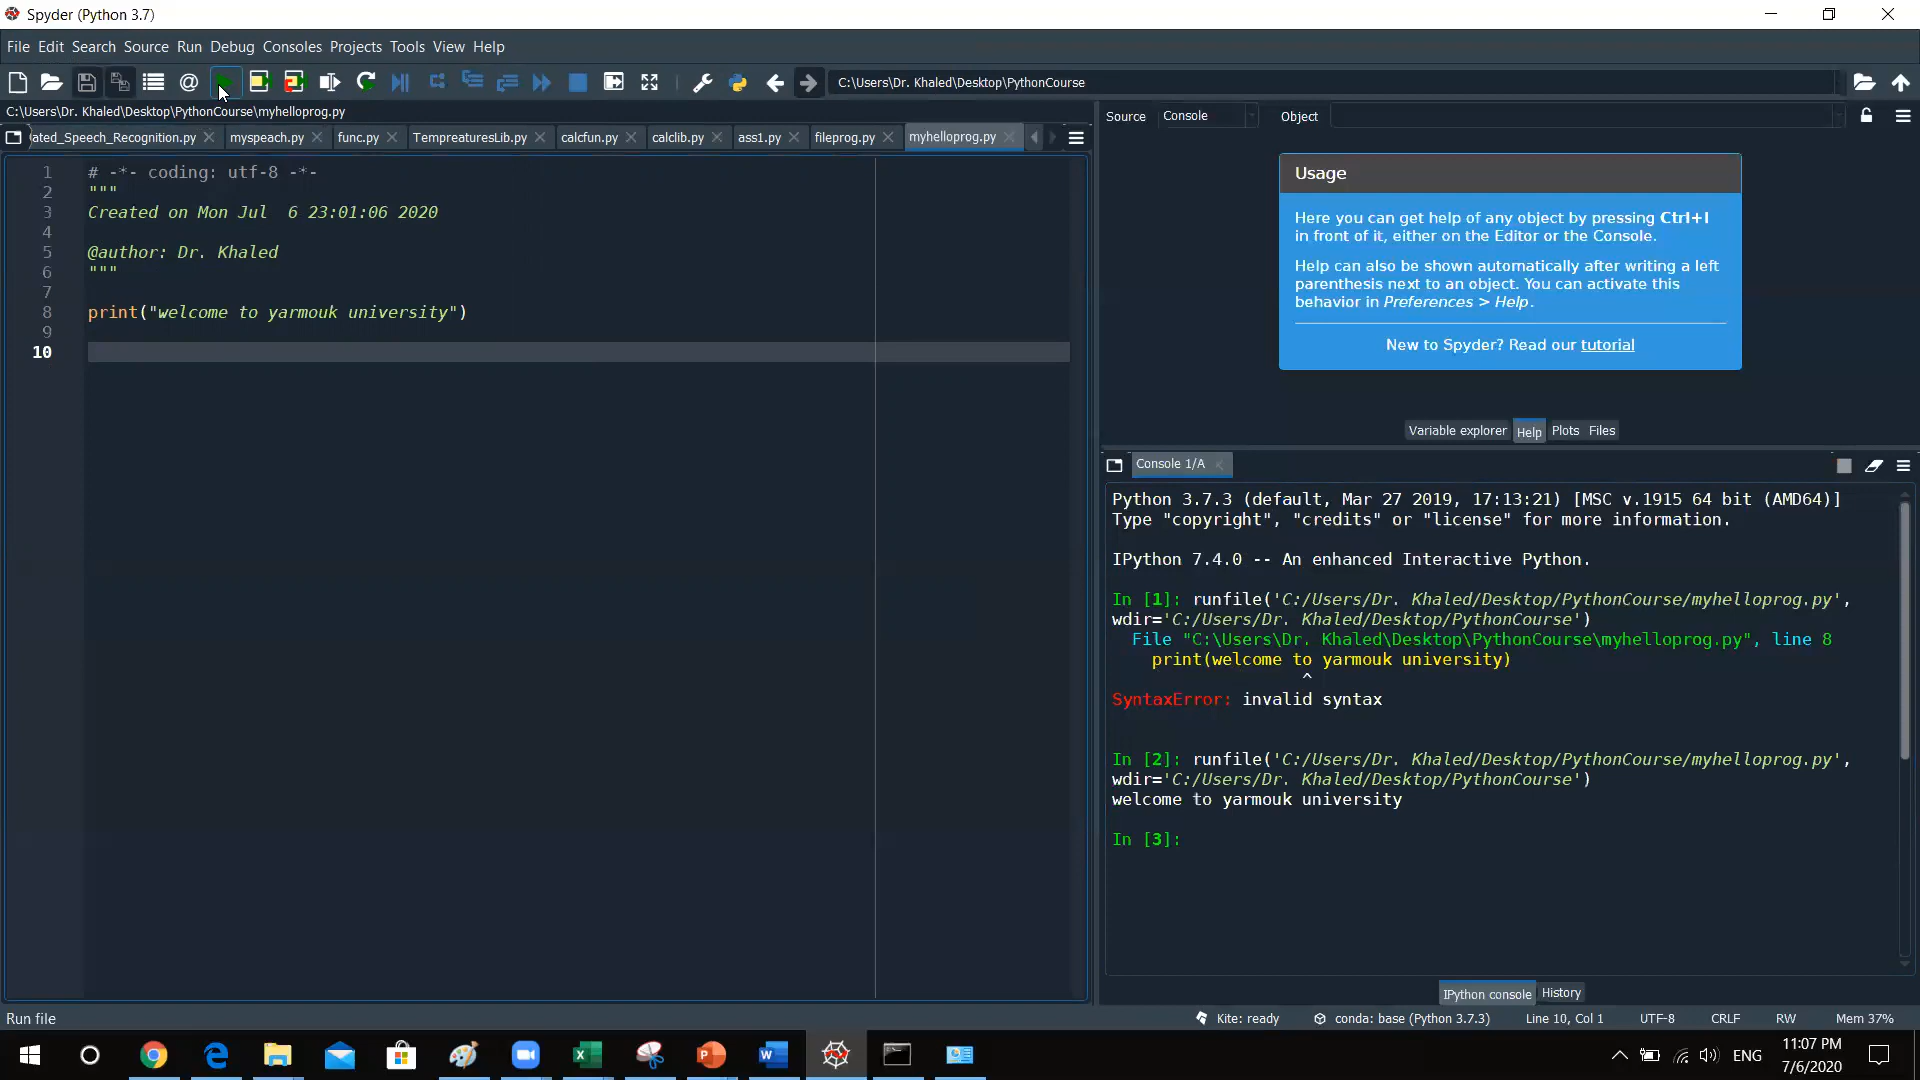 Spyder (Python 3.7)
File Edit Search Source Run Debug Consoles Projects Tools View Help
C:\Users\Dr. Khaled\Desktop\PythonCourse
C:\Users\Dr. Khaled\Desktop\PythonCourse\myhelloprog.py
ated_Speech_Recognition.py myspeach.py func.py TempreaturesLib.py calcfun.py calclib.py ass1.py fileprog.py myhelloprog.py
1 # -*- coding: utf-8 -*-
2 """
3 Created on Mon Jul  6 23:01:06 2020
4
5 @author: Dr. Khaled
6 """
7
8 print("welcome to yarmouk university")
9
10
Source Console Object
Usage
Here you can get help of any object by pressing Ctrl+I
in front of it, either on the Editor or the Console.
Help can also be shown automatically after writing a left
parenthesis next to an object. You can activate this
behavior in Preferences > Help.
New to Spyder? Read our tutorial
Variable explorer Help Plots Files
Console 1/A
Python 3.7.3 (default, Mar 27 2019, 17:13:21) [MSC v.1915 64 bit (AMD64)]
Type "copyright", "credits" or "license" for more information.
IPython 7.4.0 -- An enhanced Interactive Python.
In [1]: runfile('C:/Users/Dr. Khaled/Desktop/PythonCourse/myhelloprog.py',
wdir='C:/Users/Dr. Khaled/Desktop/PythonCourse')
File "C:\Users\Dr. Khaled\Desktop\PythonCourse\myhelloprog.py", line 8
print(welcome to yarmouk university)
^
SyntaxError: invalid syntax
In [2]: runfile('C:/Users/Dr. Khaled/Desktop/PythonCourse/myhelloprog.py',
wdir='C:/Users/Dr. Khaled/Desktop/PythonCourse')
welcome to yarmouk university
In [3]:
IPython console History
Run file Kite: ready conda: base (Python 3.7.3) Line 10, Col 1 UTF-8 CRLF RW Mem 37%
ENG 11:07 PM
7/6/2020